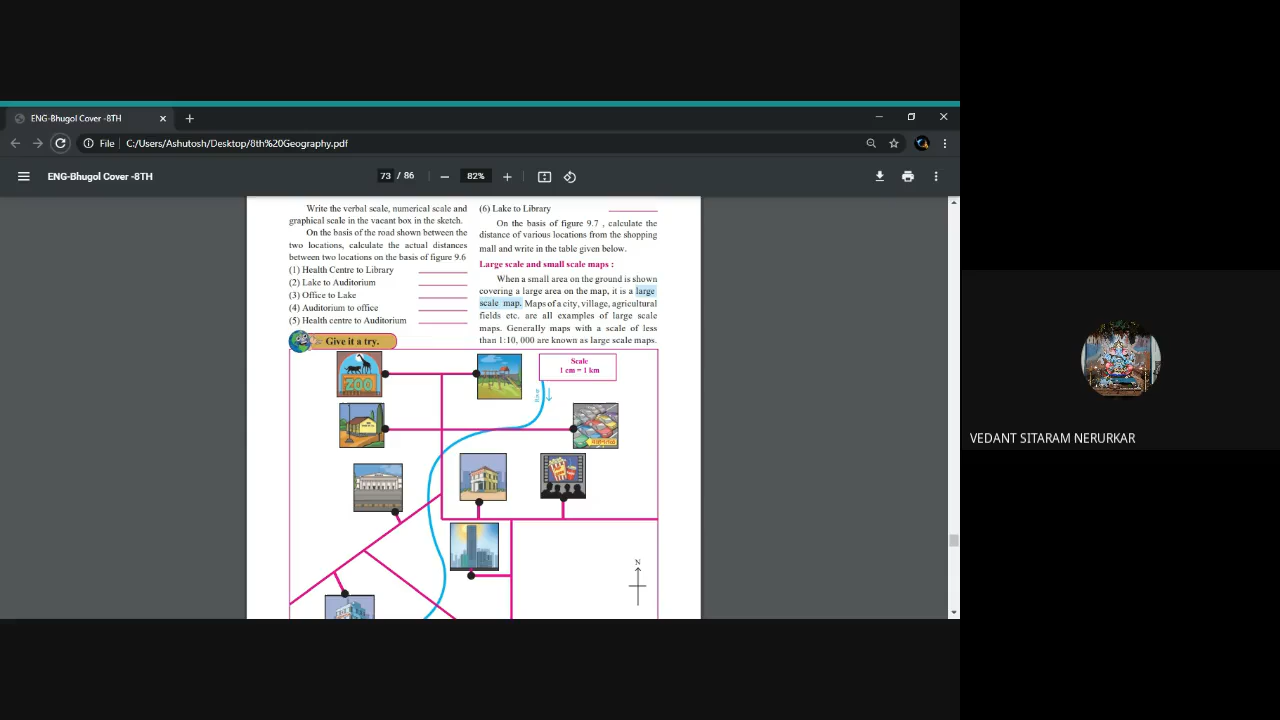 ENG-Bhugol Cover -8TH
File
C:/Users/Ashutosh/Desktop/8th%20Geography.pdf
ENG-Bhugol Cover -8TH
73 / 86
82%
Write the verbal scale, numerical scale and
graphical scale in the vacant box in the sketch.
On the basis of the road shown between the
two locations, calculate the actual distances
between two locations on the basis of figure 9.6
(1) Health Centre to Library
(2) Lake to Auditorium
(3) Office to Lake
(4) Auditorium to office
(5) Health centre to Auditorium
Give it a try.
(6) Lake to Library
On the basis of figure 9.7 , calculate the
distance of various locations from the shopping
mall and write in the table given below.
Large scale and small scale maps :
When a small area on the ground is shown
covering a large area on the map, it is a large
scale map. Maps of a city, village, agricultural
fields etc. are all examples of large scale
maps. Generally maps with a scale of less
than 1:10, 000 are known as large scale maps.
Scale
1 cm = 1 km
ZOO
River
N
VEDANT SITARAM NERURKAR